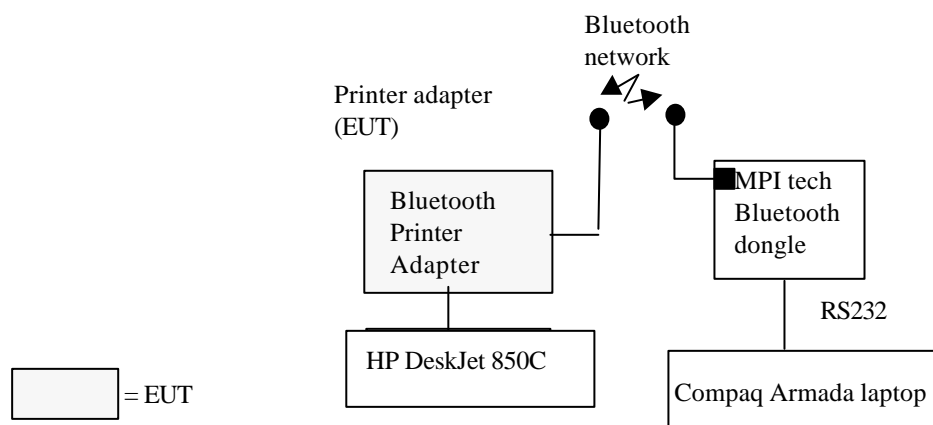 Bluetooth
network
Printer adapter
(EUT)
Bluetooth
Printer
Adapter
MPI tech
Bluetooth
dongle
RS232
HP DeskJet 850C
Compaq Armada laptop
= EUT